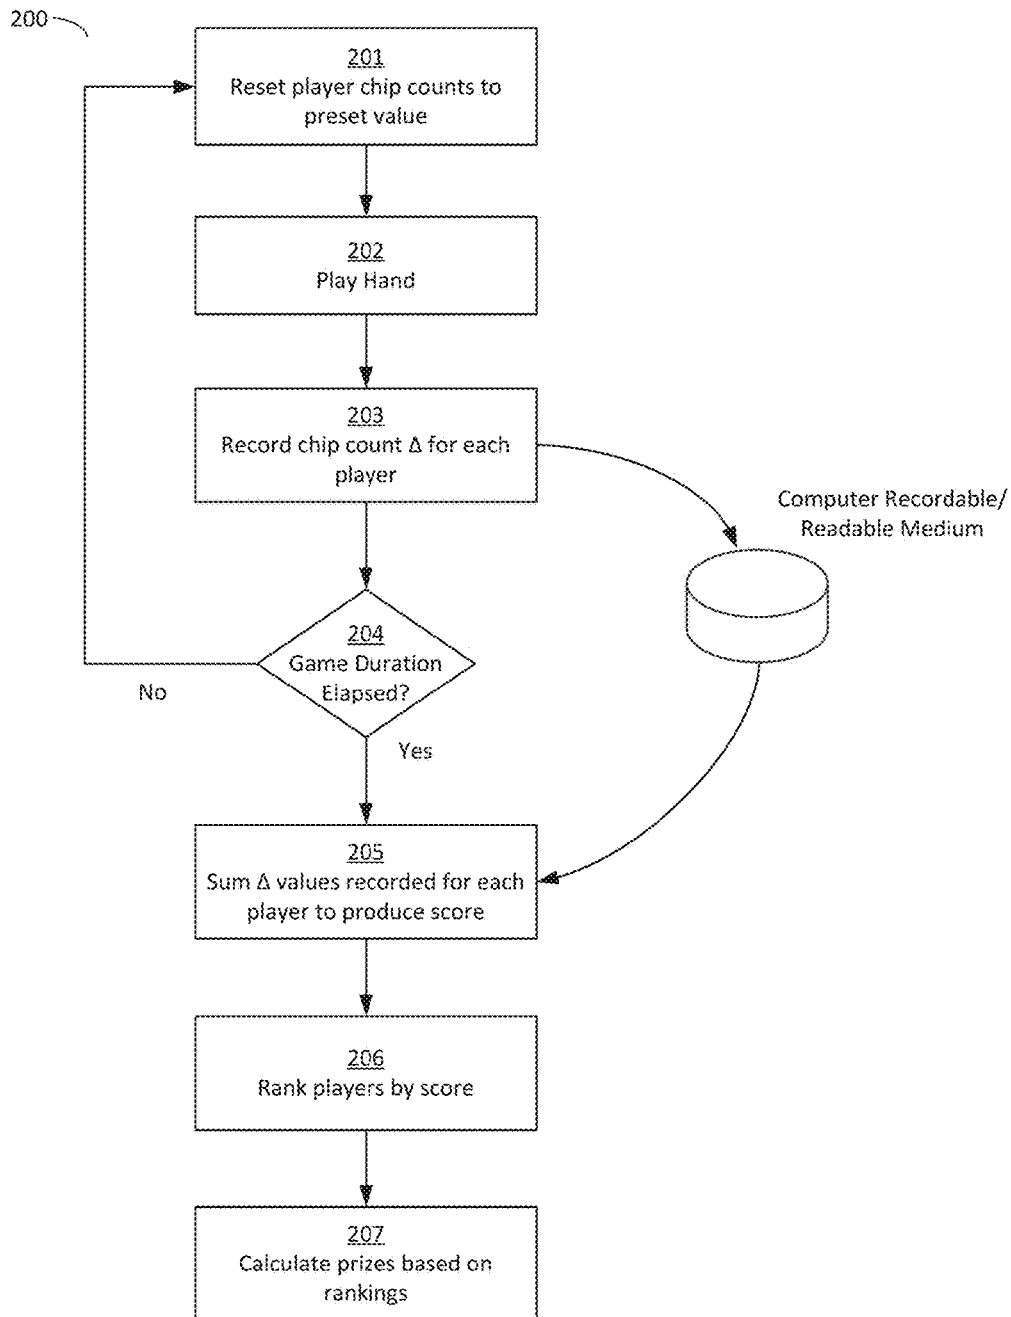 200
201
Reset player chip counts to
preset value
202
Play Hand
203
Record chip count Δ for each
player
Computer Recordable/
Readable Medium
204
Game Duration
Elapsed?
No
Yes
205
Sum Δ values recorded for each
player to produce score
206
Rank players by score
207
Calculate prizes based on
rankings